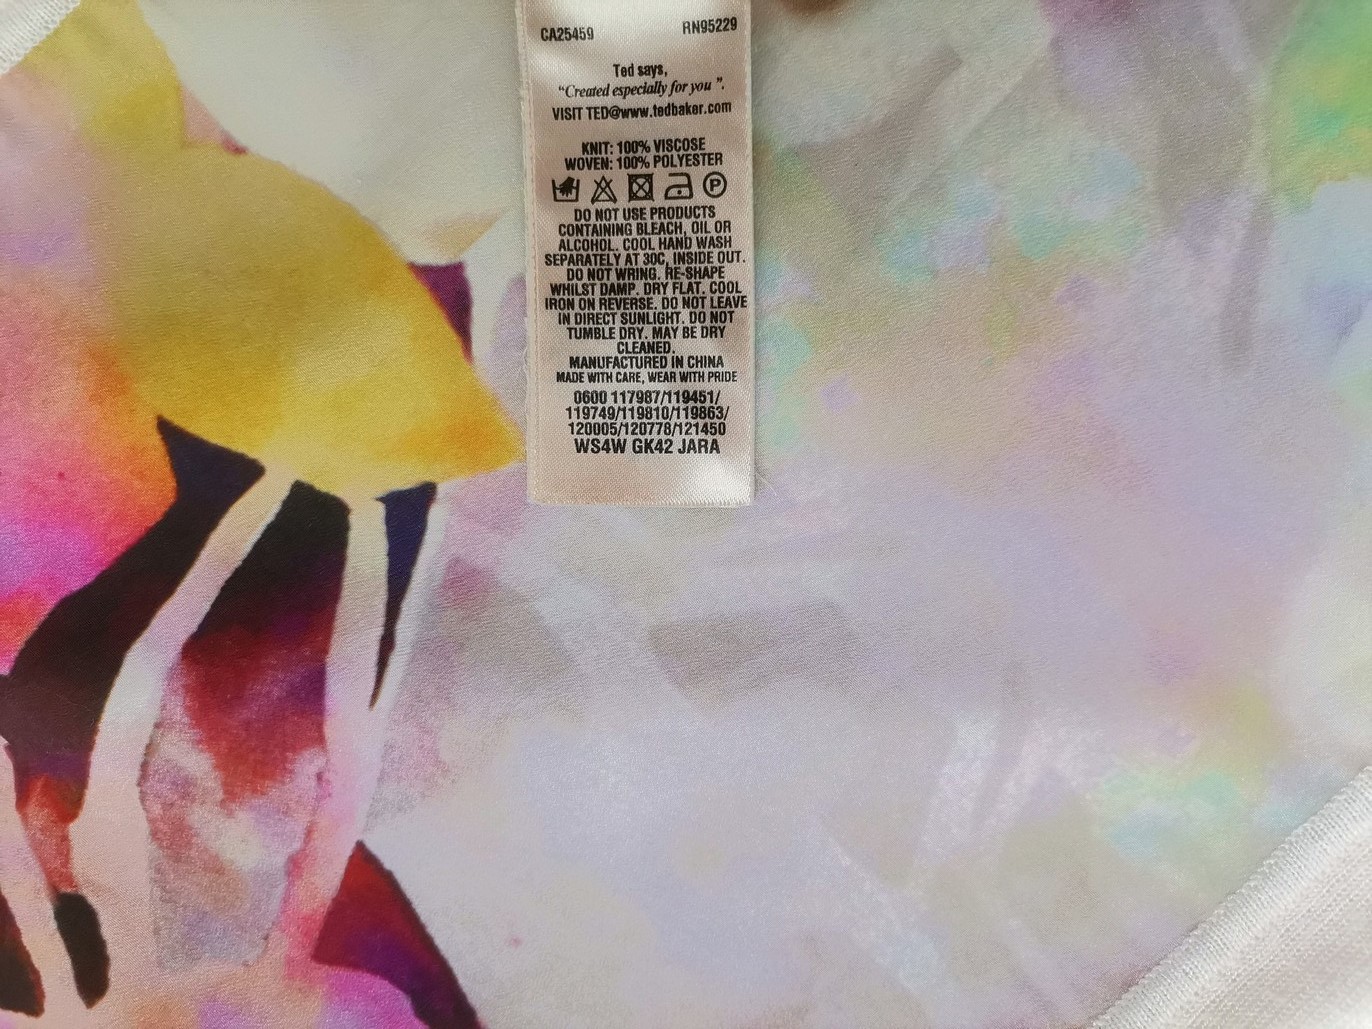 CA25459 RN95229
Ted says,
“Created especially for you ”.
VISIT TED@www.tedbaker.com
KNIT: 100% VISCOSE
WOVEN: 100% POLYESTER
P
DO NOT USE PRODUCTS
CONTAINING BLEACH, OIL OR
ALCOHOL. COOL HAND WASH
SEPARATELY AT 30C, INSIDE OUT.
DO NOT WRING. RE-SHAPE
WHILST DAMP. DRY FLAT. COOL
IRON ON REVERSE. DO NOT LEAVE
IN DIRECT SUNLIGHT. DO NOT
TUMBLE DRY. MAY BE DRY
CLEANED.
MANUFACTURED IN CHINA
MADE WITH CARE, WEAR WITH PRIDE
0600 117987/119451/
119749/119810/119863/
120005/120778/121450
WS4W GK42 JARA